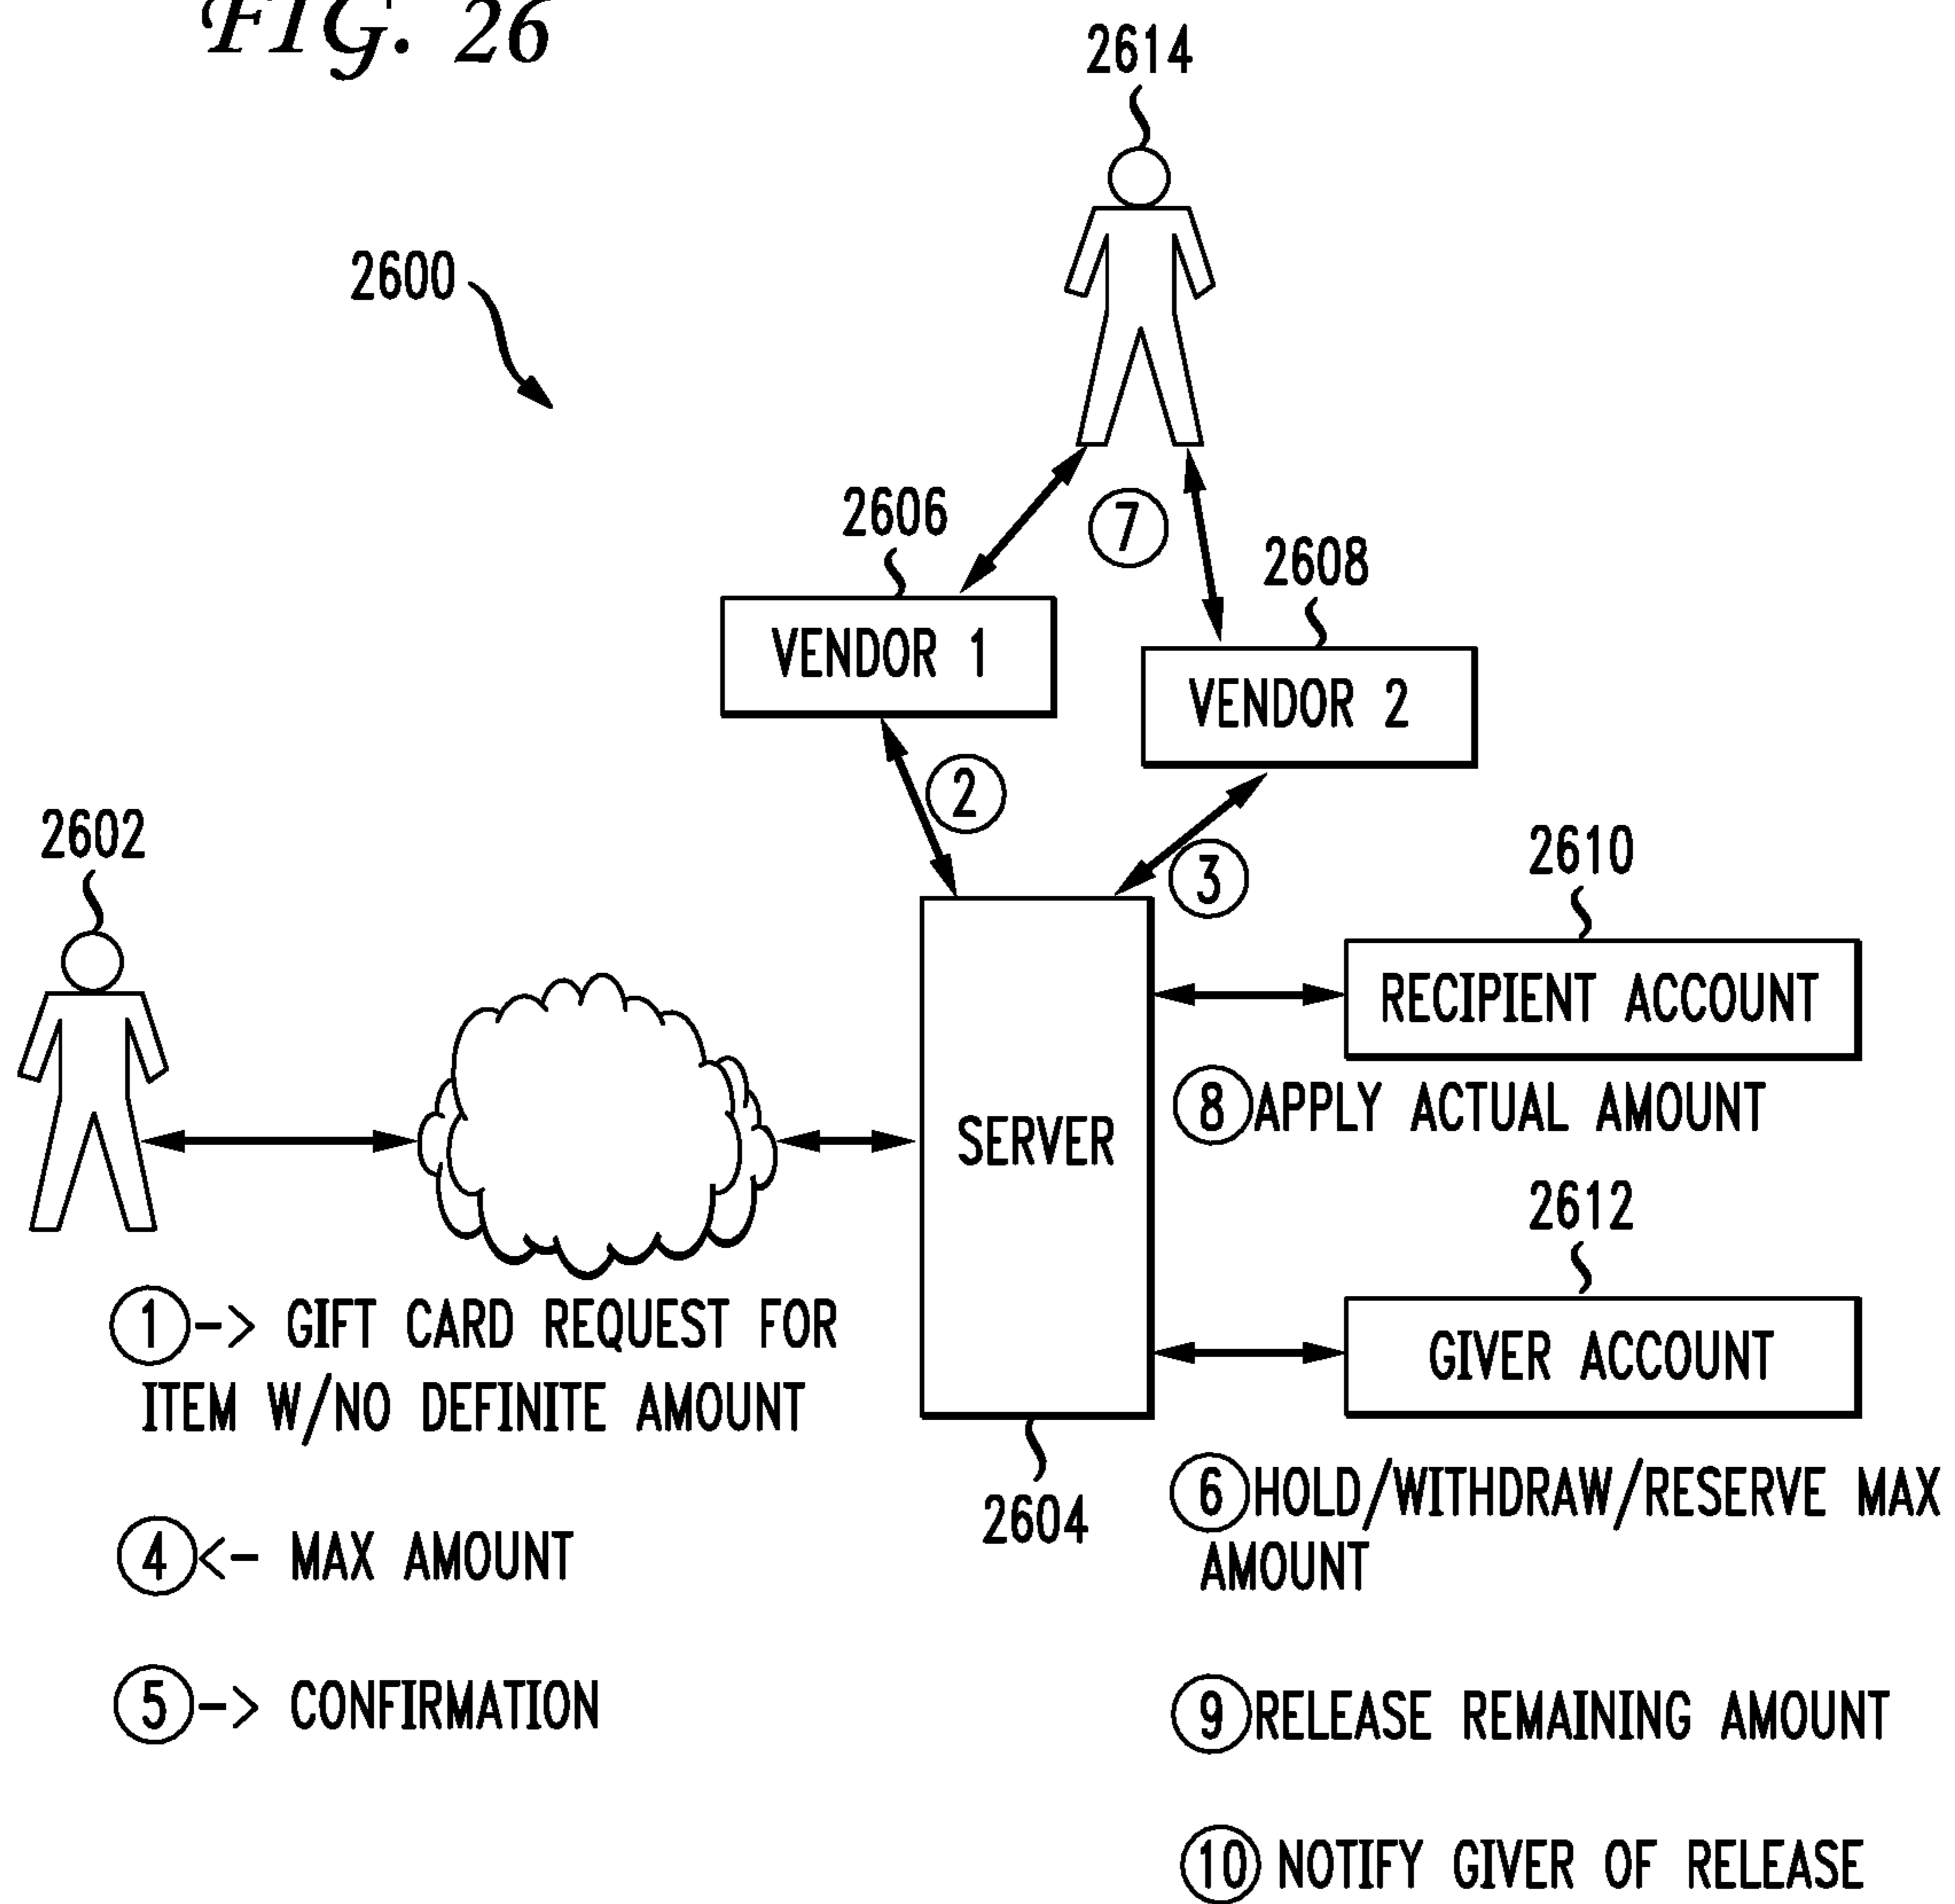 FIG. 26
2614
2600
2606
7
2608
VENDOR 1
VENDOR 2
2
2602
3
2610
RECIPIENT ACCOUNT
SERVER
8 APPLY ACTUAL AMOUNT
2612
1 -> GIFT CARD REQUEST FOR
ITEM W/NO DEFINITE AMOUNT
GIVER ACCOUNT
2604
6 HOLD/WITHDRAW/RESERVE MAX
AMOUNT
4 <- MAX AMOUNT
5 -> CONFIRMATION
9 RELEASE REMAINING AMOUNT
10 NOTIFY GIVER OF RELEASE